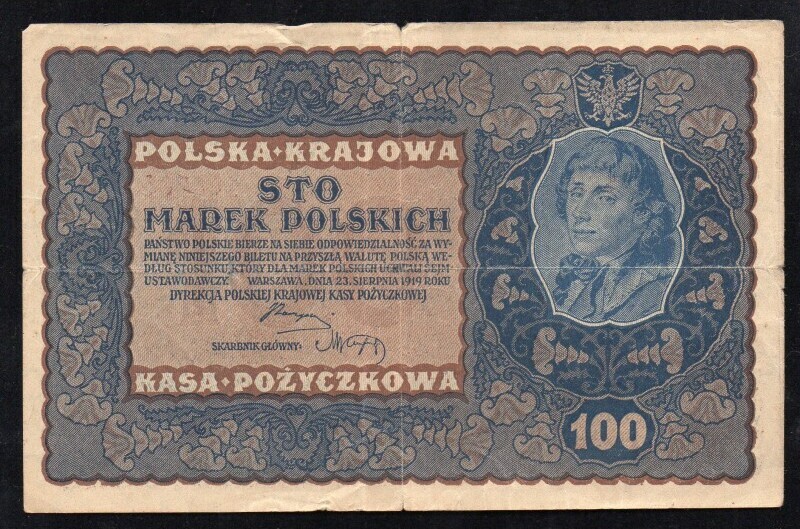 POLSKA • KRAJOWA
STO
MAREK POLSKICH
PAŃSTWO POLSKIE BIERZE NA SIEBIE ODPOWIEDZIALNOŚĆ ZA WY-
MIANĘ NINIEJSZEGO BILETU NA PRZYSZŁĄ WALUTĘ POLSKĄ WE-
DŁUG STOSUNKU, KTÓRY DLA MAREK POLSKICH UCHWALI SEJM
USTAWODAWCZY. WARSZAWA, DNIA 23. SIERPNIA 1919 ROKU
DYREKCJA POLSKIEJ KRAJOWEJ KASY POŻYCZKOWEJ
SKARBNIK GŁÓWNY:
KASA • POŻYCZKOWA
100